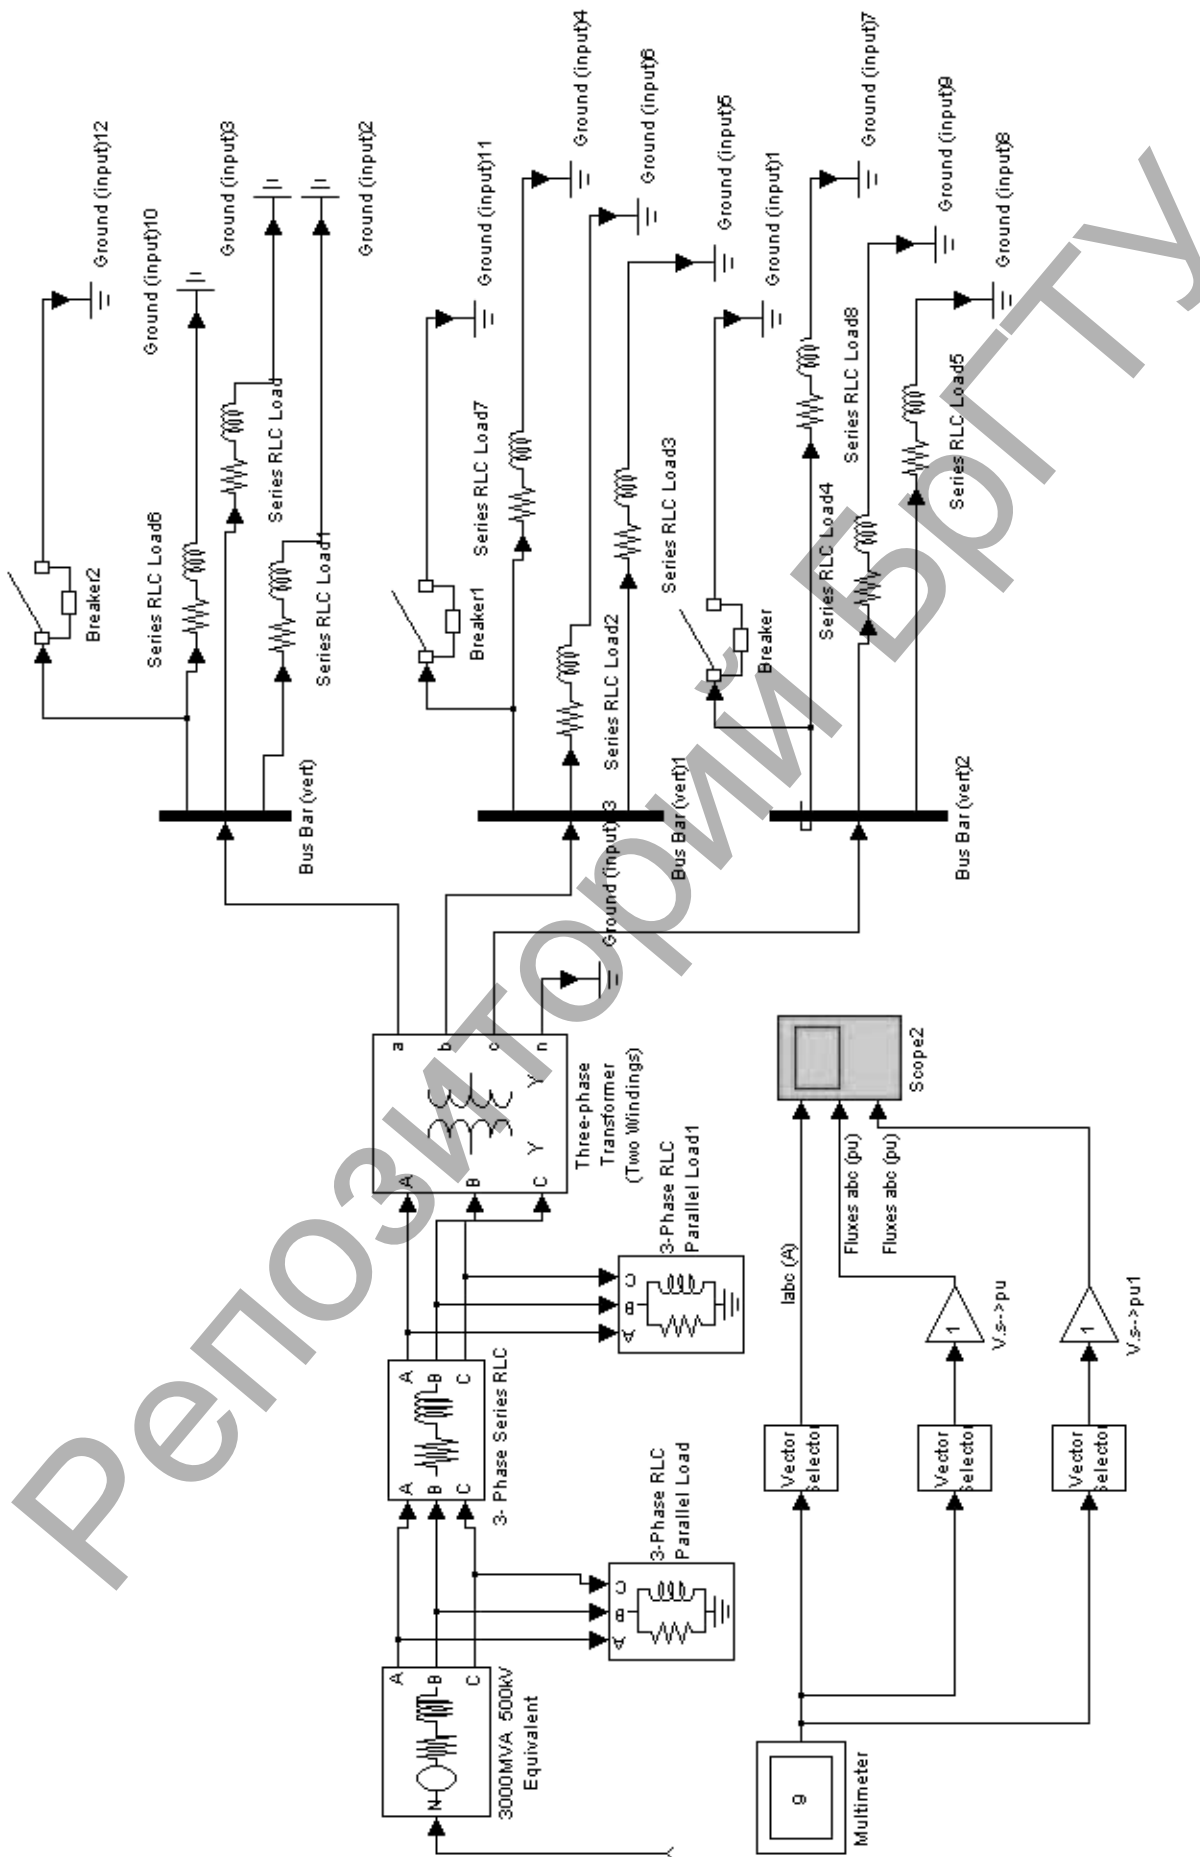 Ground (input)12
Breaker2
Ground (input)10
Series RLC Load6
Ground (input)3
Series RLC Load
Ground (input)2
Series RLC Load1
Bus Bar (vert)
Ground (input)11
Breaker1
Ground (input)4
Series RLC Load7
Ground (input)6
Series RLC Load2
Ground (input)5
Series RLC Load3
Bus Bar (vert)1
Ground (input)1
Breaker
Ground (input)7
Series RLC Load4
Ground (input)9
Series RLC Load8
Ground (input)8
Series RLC Load5
Bus Bar (vert)2
N
A
B
C
3000MVA 500kV
Equivalent
A
B
C
3-Phase RLC
Parallel Load
A
B
C
A
B
C
3- Phase Series RLC
A
B
C
3-Phase RLC
Parallel Load1
A
B
C
a
b
c
n
Y
Y
Three-phase
Transformer
(Two Windings)
9
Multimeter
Vector
Selector
Vector
Selector
Vector
Selector
1
V.s-->pu
1
V.s-->pu1
Iabc (A)
Fluxes abc (pu)
Fluxes abc (pu)
Scope2
Репозиторий БрГТУ